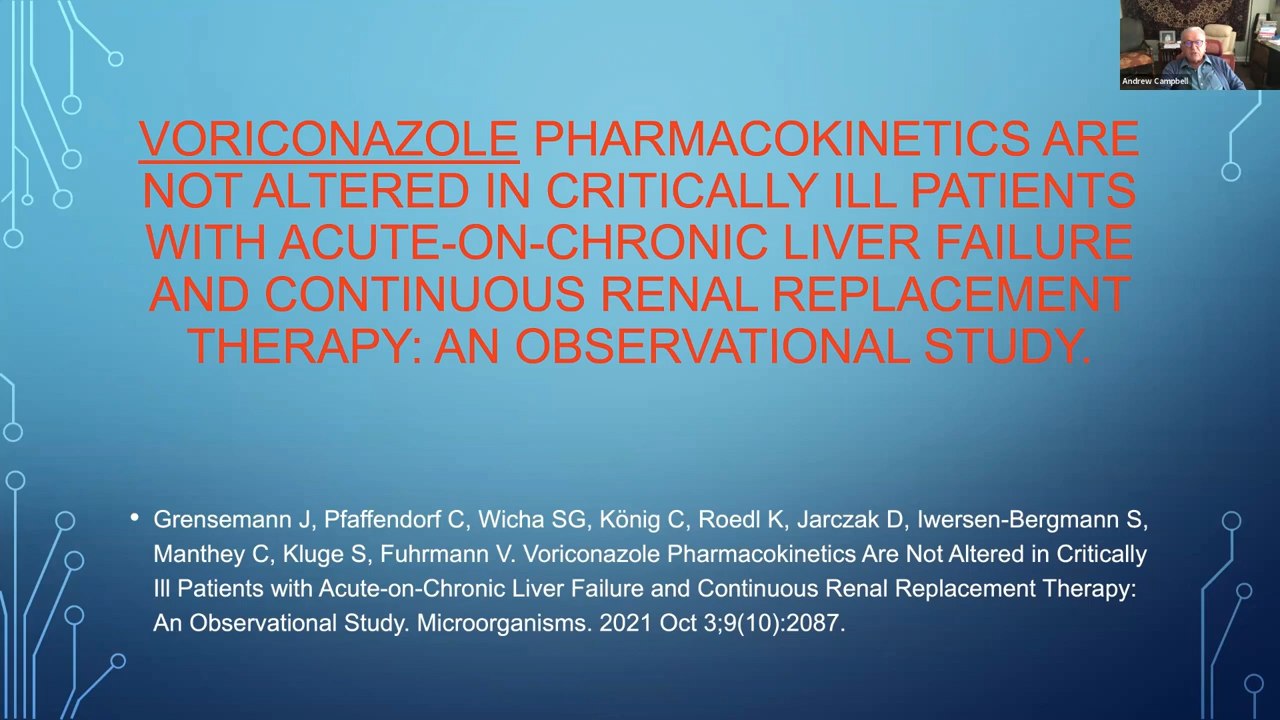 Andrew Campbell
VORICONAZOLE PHARMACOKINETICS ARE
NOT ALTERED IN CRITICALLY ILL PATIENTS
WITH ACUTE-ON-CHRONIC LIVER FAILURE
AND CONTINUOUS RENAL REPLACEMENT
THERAPY: AN OBSERVATIONAL STUDY.
• Grensemann J, Pfaffendorf C, Wicha SG, König C, Roedl K, Jarczak D, Iwersen-Bergmann S,
Manthey C, Kluge S, Fuhrmann V. Voriconazole Pharmacokinetics Are Not Altered in Critically
Ill Patients with Acute-on-Chronic Liver Failure and Continuous Renal Replacement Therapy:
An Observational Study. Microorganisms. 2021 Oct 3;9(10):2087.